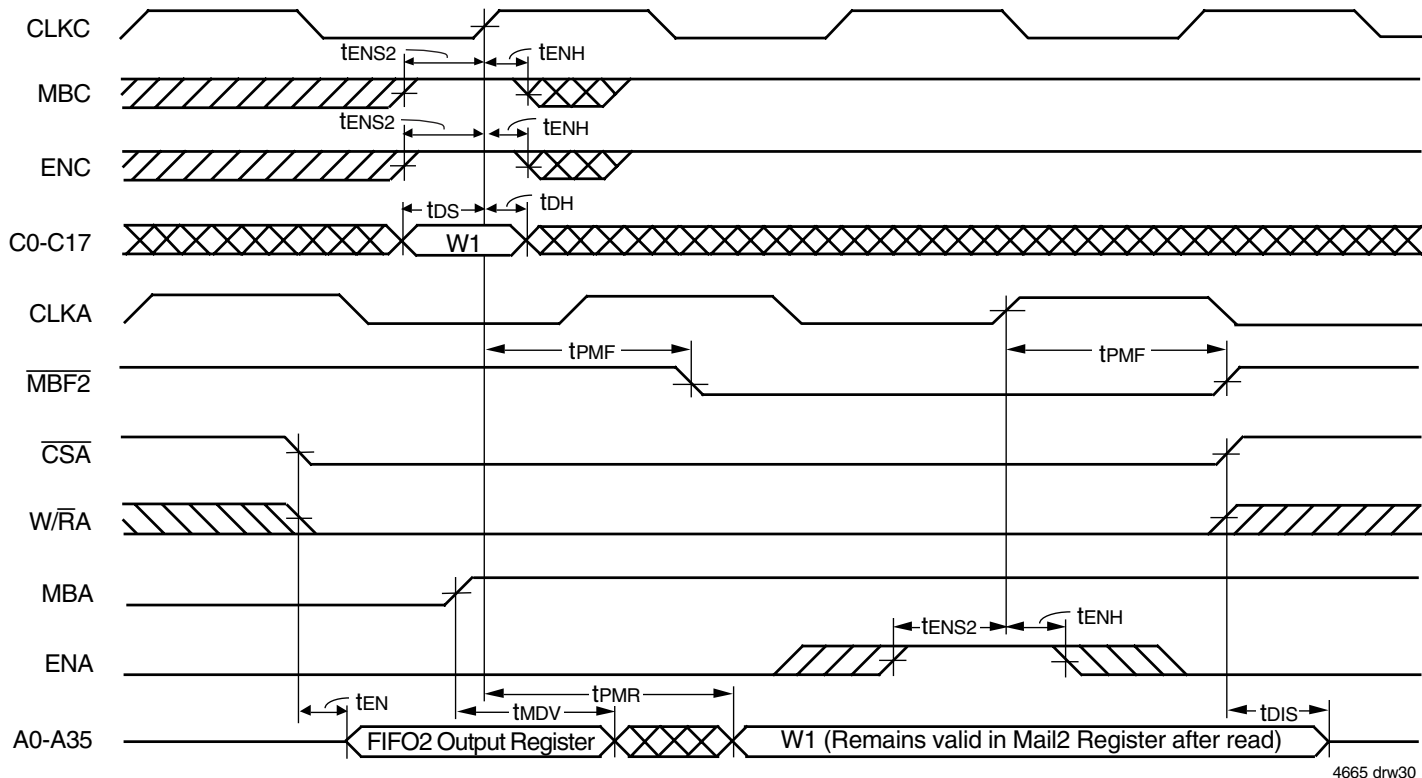 CLKC
tENS2 tENH
MBC
tENS2 tENH
ENC
tDS tDH
C0-C17 W1
CLKA
tPMF tPMF
MBF2
CSA
W/RA
MBA
tENS2 tENH
ENA
tEN tPMR
tMDV tDIS
A0-A35 FIFO2 Output Register W1 (Remains valid in Mail2 Register after read)
4665 drw30